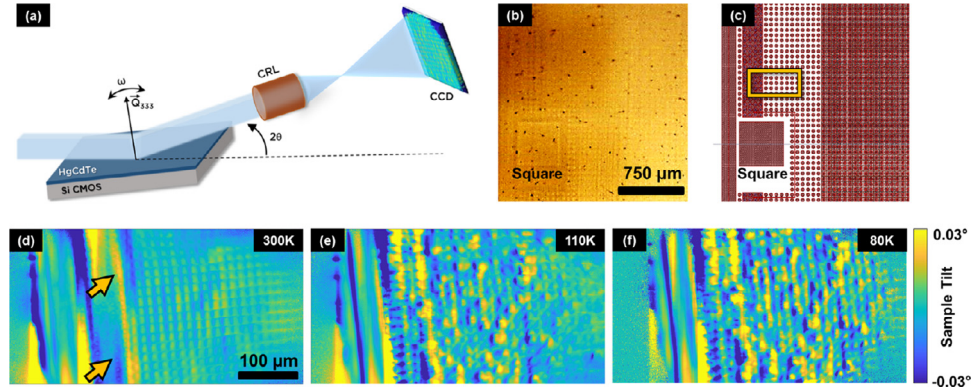 (a)
ω
Q333
CRL
2θ
CCD
HgCdTe
Si CMOS
(b)
Square
750 μm
(c)
Square
(d)
300K
100 μm
(e)
110K
(f)
80K
0.03°
Sample Tilt
-0.03°